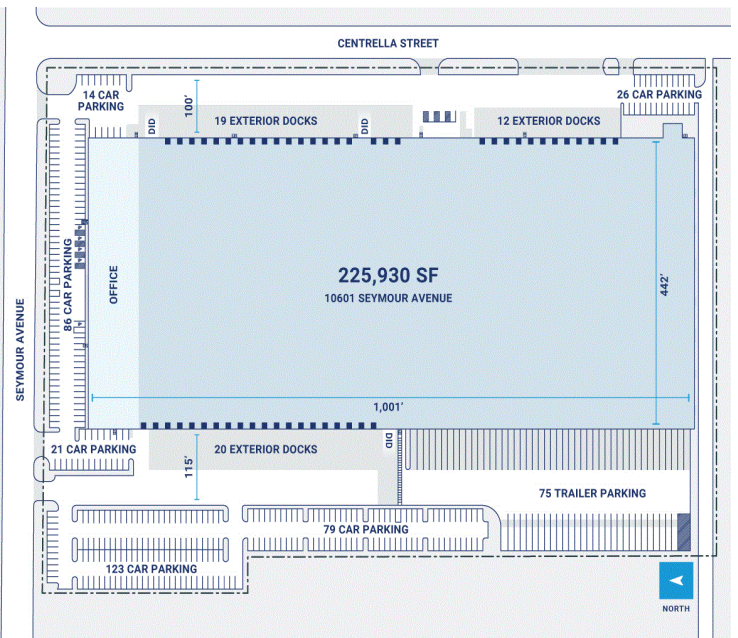 CENTRELLA STREET
14 CAR
PARKING
100'
26 CAR PARKING
DID
19 EXTERIOR DOCKS
DID
12 EXTERIOR DOCKS
86 CAR PARKING
OFFICE
225,930 SF
10601 SEYMOUR AVENUE
442'
SEYMOUR AVENUE
1,001'
21 CAR PARKING
20 EXTERIOR DOCKS
DID
115'
75 TRAILER PARKING
79 CAR PARKING
123 CAR PARKING
NORTH